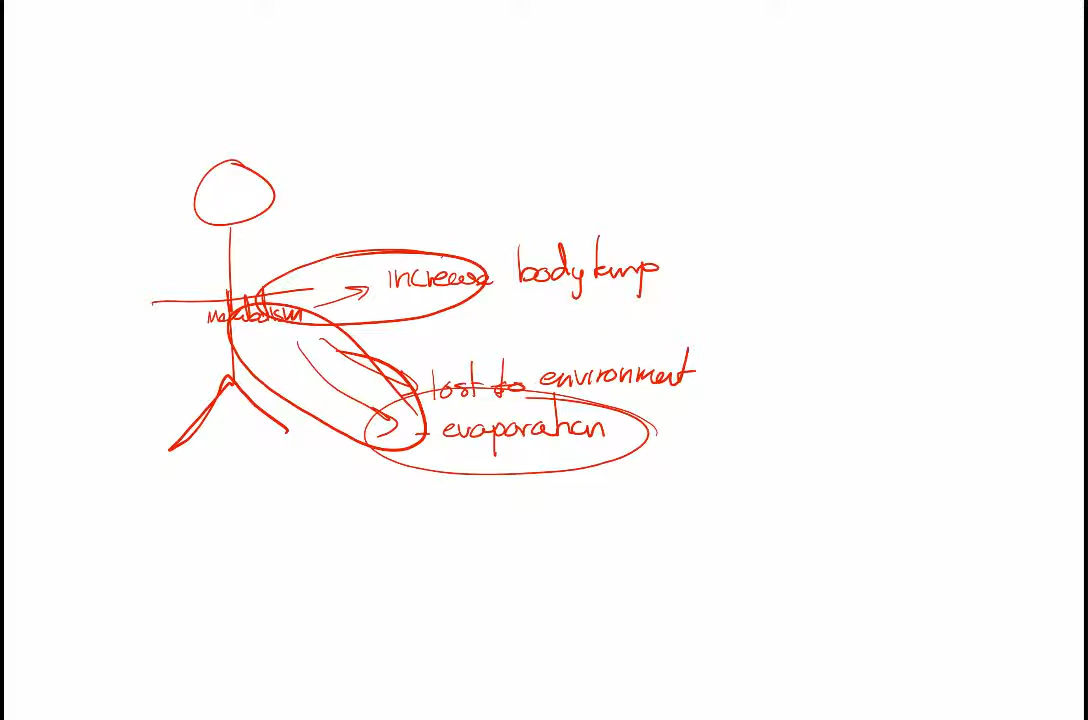 increase body temp
Metabolism
lost to environment
- evaporation